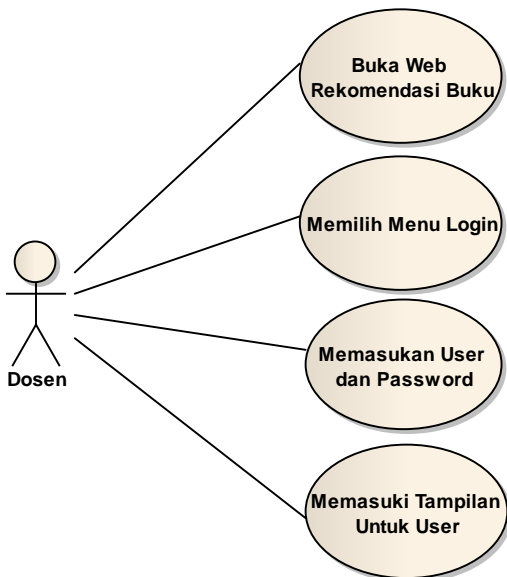 Buka Web
Rekomendasi Buku
Memilih Menu Login
Dosen
Memasukan User
dan Password
Memasuki Tampilan
Untuk User